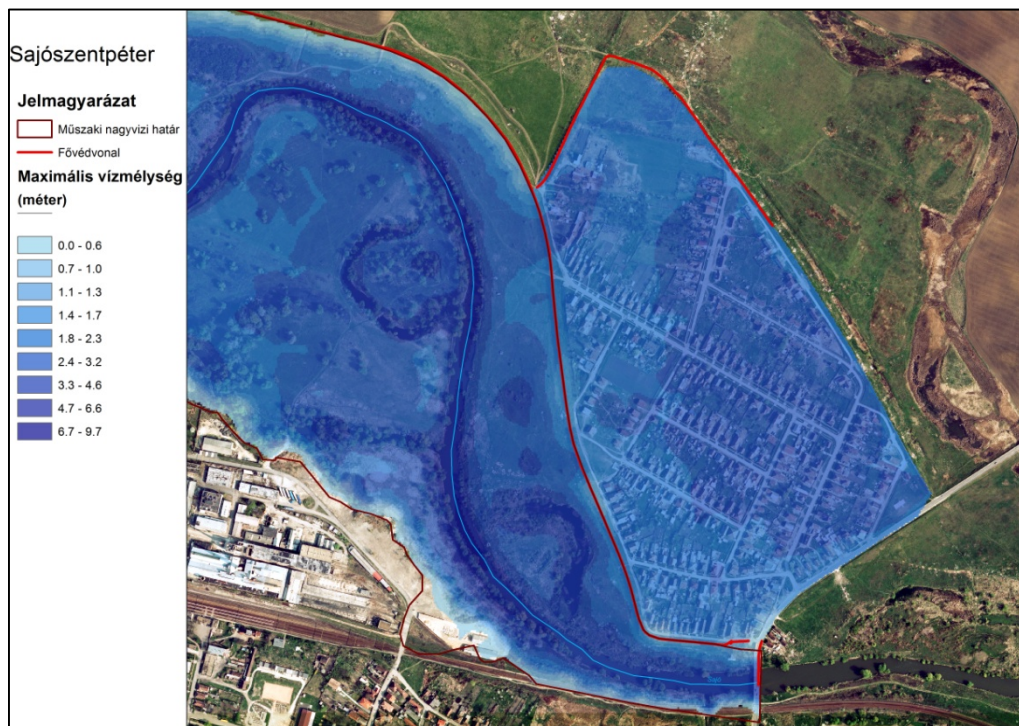 Sajószentpéter
Jelmagyarázat
Műszaki nagyvizi határ
Fővédvonal
Maximális vízmélység
(méter)
0.0 - 0.6
0.7 - 1.0
1.1 - 1.3
1.4 - 1.7
1.8 - 2.3
2.4 - 3.2
3.3 - 4.6
4.7 - 6.6
6.7 - 9.7